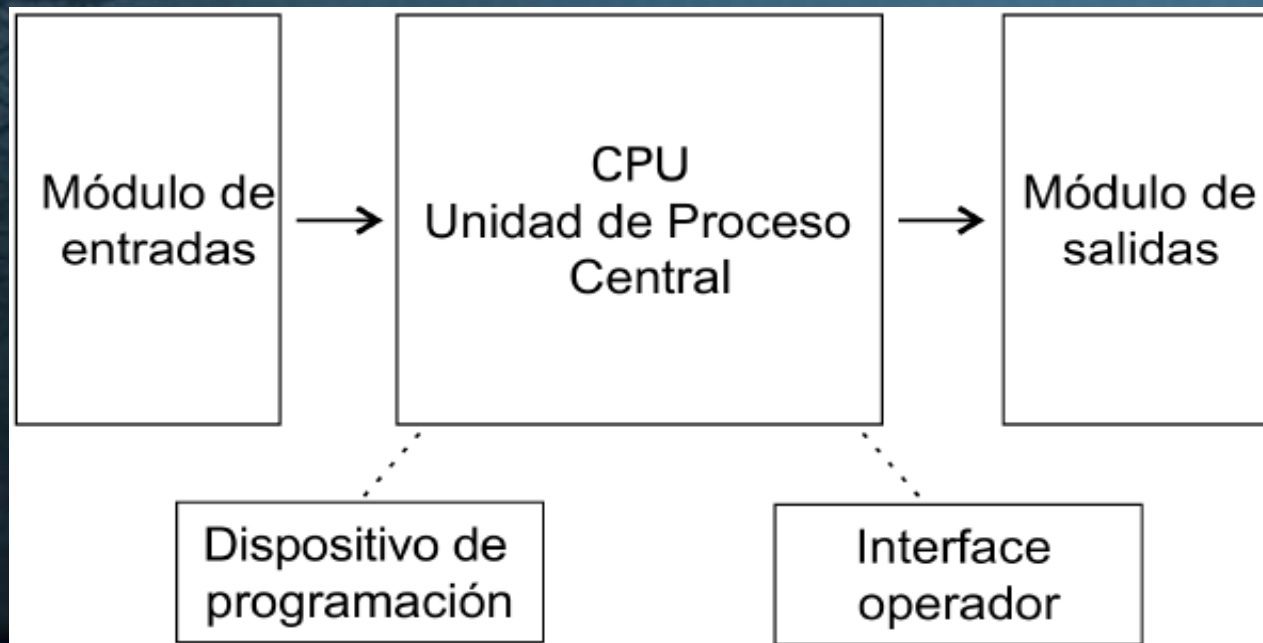 Módulo de
entradas
CPU
Unidad de Proceso
Central
Módulo de
salidas
Dispositivo de
programación
Interface
operador